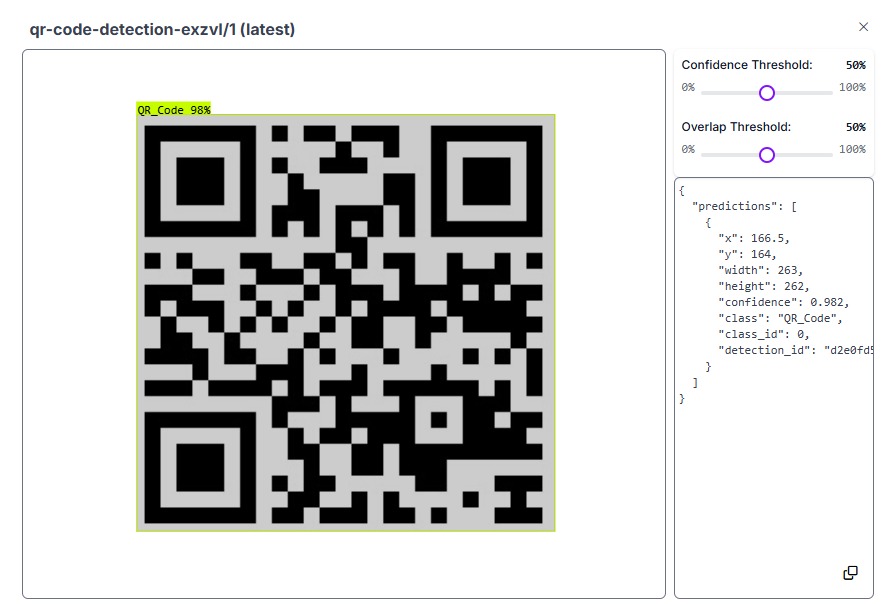 qr-code-detection-exzvl/1 (latest)
QR_Code 98%
Confidence Threshold: 50%
0% 100%
Overlap Threshold: 50%
0% 100%
{
"predictions": [
{
"x": 166.5,
"y": 164,
"width": 263,
"height": 262,
"confidence": 0.982,
"class": "QR_Code",
"class_id": 0,
"detection_id": "d2e0fd5
}
]
}